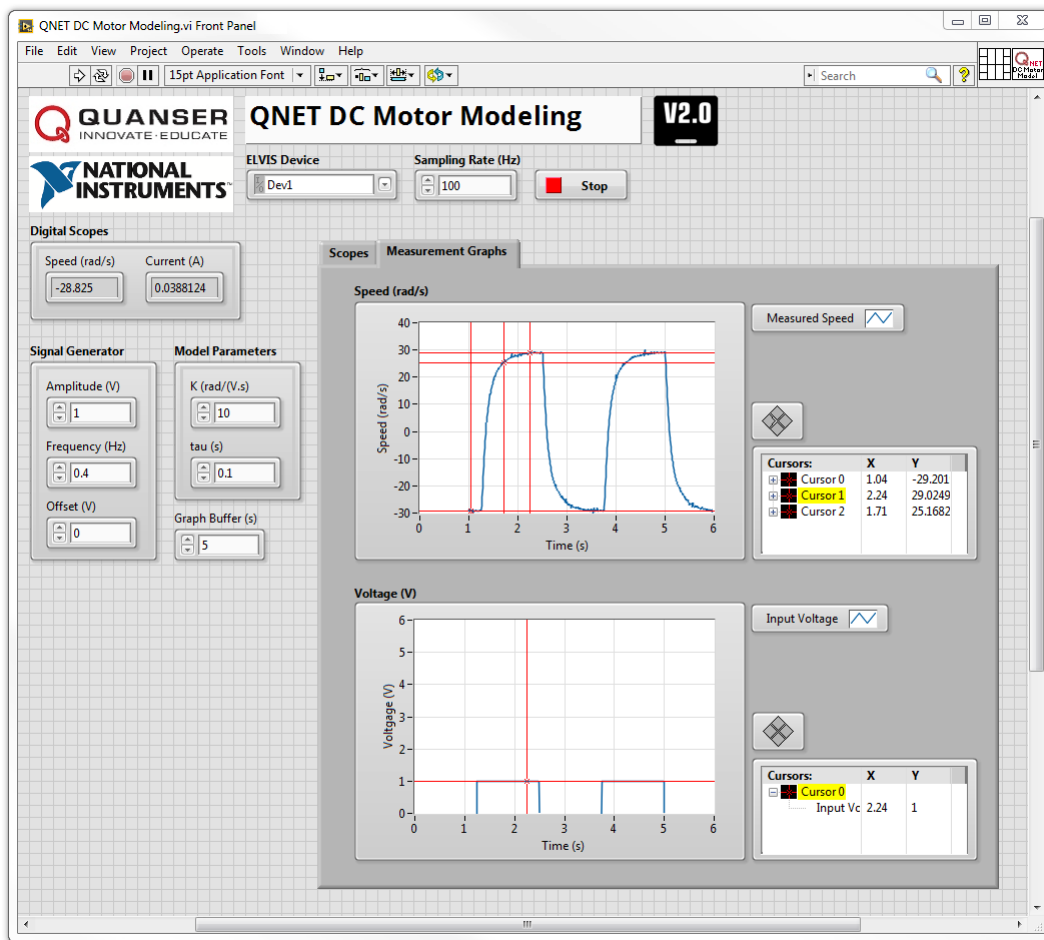 QNET DC Motor Modeling.vi Front Panel
File Edit View Project Operate Tools Window Help
15pt Application Font
Search
QNET
DC Motor
Model
QUANSER
INNOVATE·EDUCATE
QNET DC Motor Modeling
V2.0
NATIONAL
INSTRUMENTS™
ELVIS Device
Dev1
Sampling Rate (Hz)
100
Stop
Digital Scopes
Speed (rad/s) Current (A)
-28.825 0.0388124
Signal Generator
Amplitude (V)
1
Frequency (Hz)
0.4
Offset (V)
0
Model Parameters
K (rad/(V.s)
10
tau (s)
0.1
Graph Buffer (s)
5
Scopes Measurement Graphs
Speed (rad/s)
Measured Speed
Speed (rad/s)
40
30
20
10
0
-10
-20
-30
0 1 2 3 4 5 6
Time (s)
Cursors: X Y
Cursor 0 1.04 -29.201
Cursor 1 2.24 29.0249
Cursor 2 1.71 25.1682
Voltage (V)
Input Voltage
Voltgage (V)
6
5
4
3
2
1
0
0 1 2 3 4 5 6
Time (s)
Cursors: X Y
Cursor 0
Input Vc 2.24 1